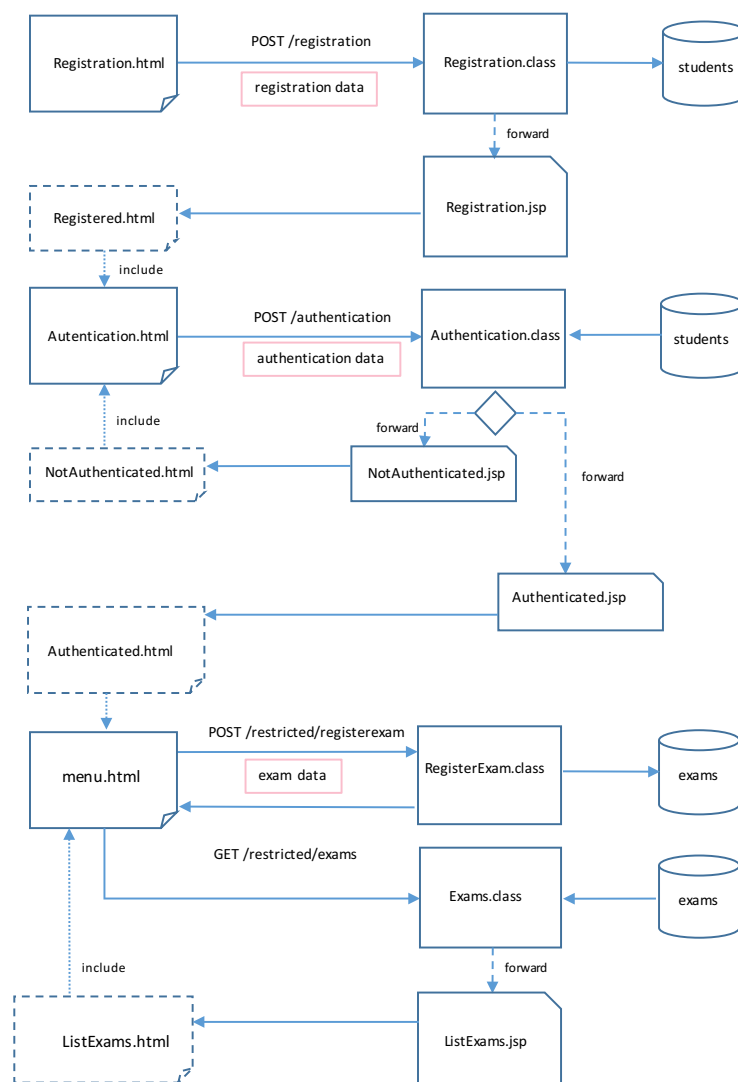 POST /registration
Registration.html
Registration.class
students
registration data
forward
Registration.jsp
Registered.html
include
POST /authentication
Autentication.html
Authentication.class
students
authentication data
include
forward
NotAuthenticated.html
NotAuthenticated.jsp
forward
Authenticated.jsp
Authenticated.html
POST /restricted/registerexam
menu.html
RegisterExam.class
exams
exam data
GET /restricted/exams
Exams.class
exams
include
forward
ListExams.html
ListExams.jsp